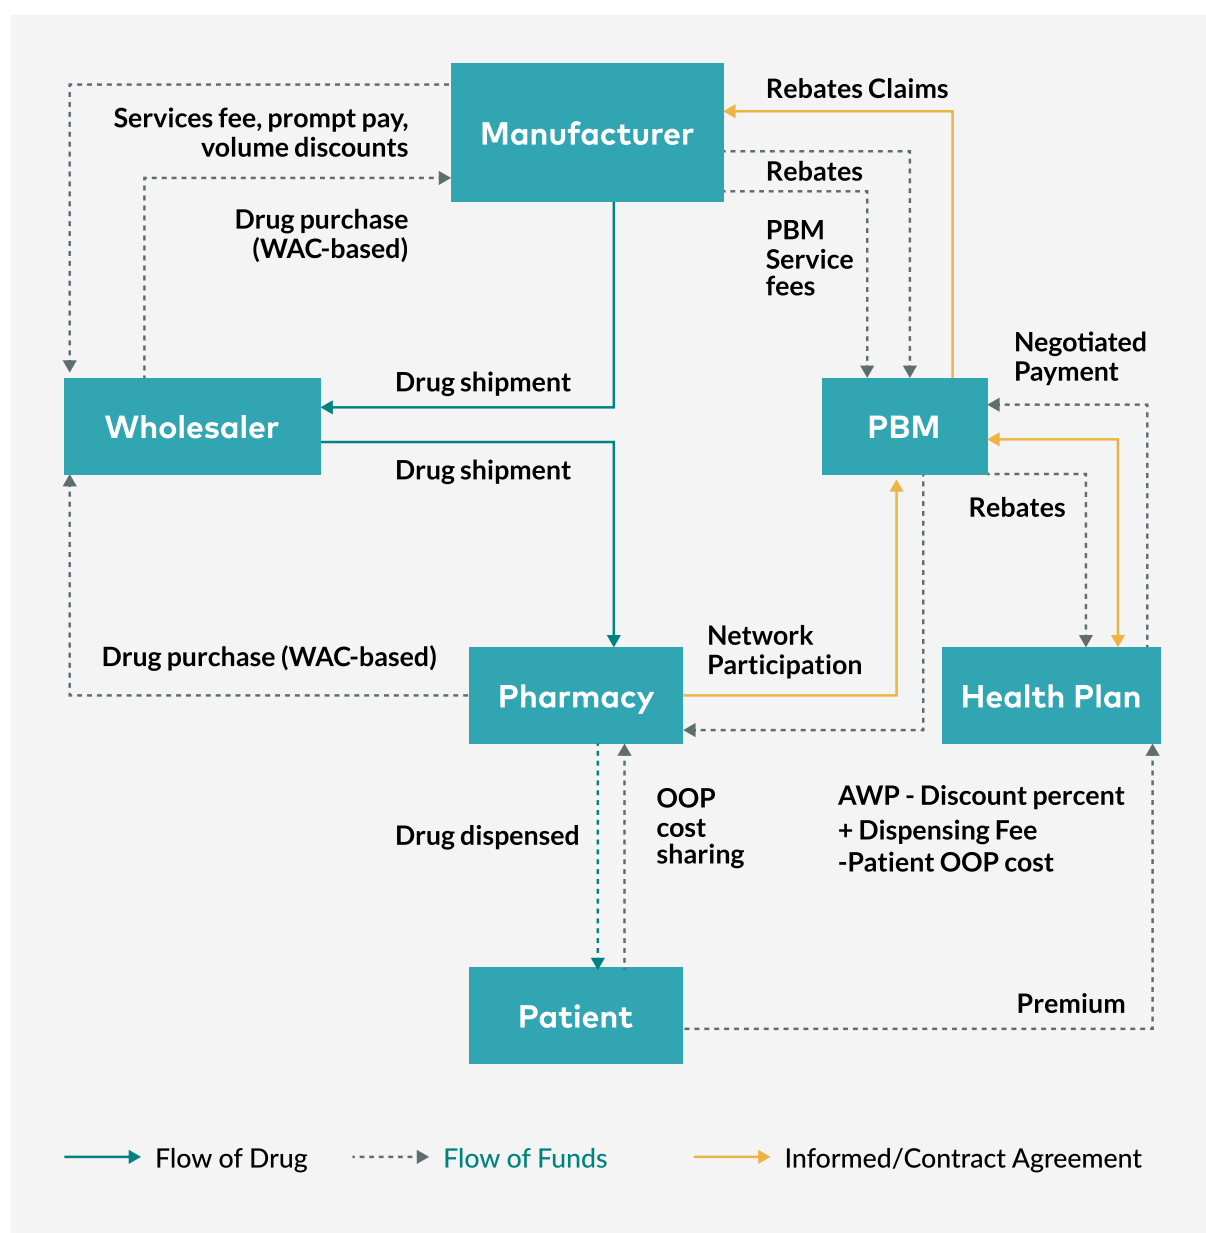 Manufacturer
Rebates Claims
Services fee, prompt pay,
volume discounts
Rebates
Drug purchase
(WAC-based)
PBM
Service
fees
Negotiated
Payment
Drug shipment
Wholesaler
PBM
Drug shipment
Rebates
Network
Participation
Drug purchase (WAC-based)
Pharmacy
Health Plan
OOP
cost
sharing
AWP - Discount percent
+ Dispensing Fee
-Patient OOP cost
Drug dispensed
Patient
Premium
Flow of Drug
Flow of Funds
Informed/Contract Agreement